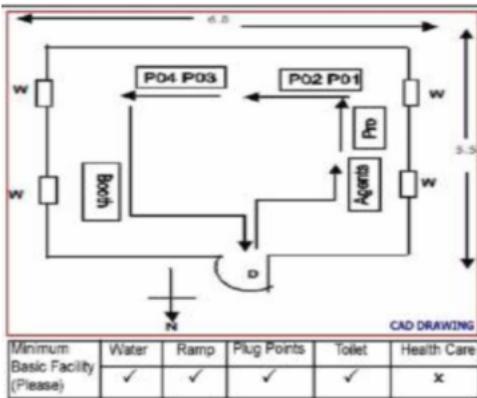 6.5
P04 P03
P02 P01
W
W
Pro
5.5
Booth
Agents
W
W
D
N
CAD DRAWING
Minimum Basic Facility (Please)
Water
Ramp
Plug Points
Toilet
Health Care
✓
✓
✓
✓
x